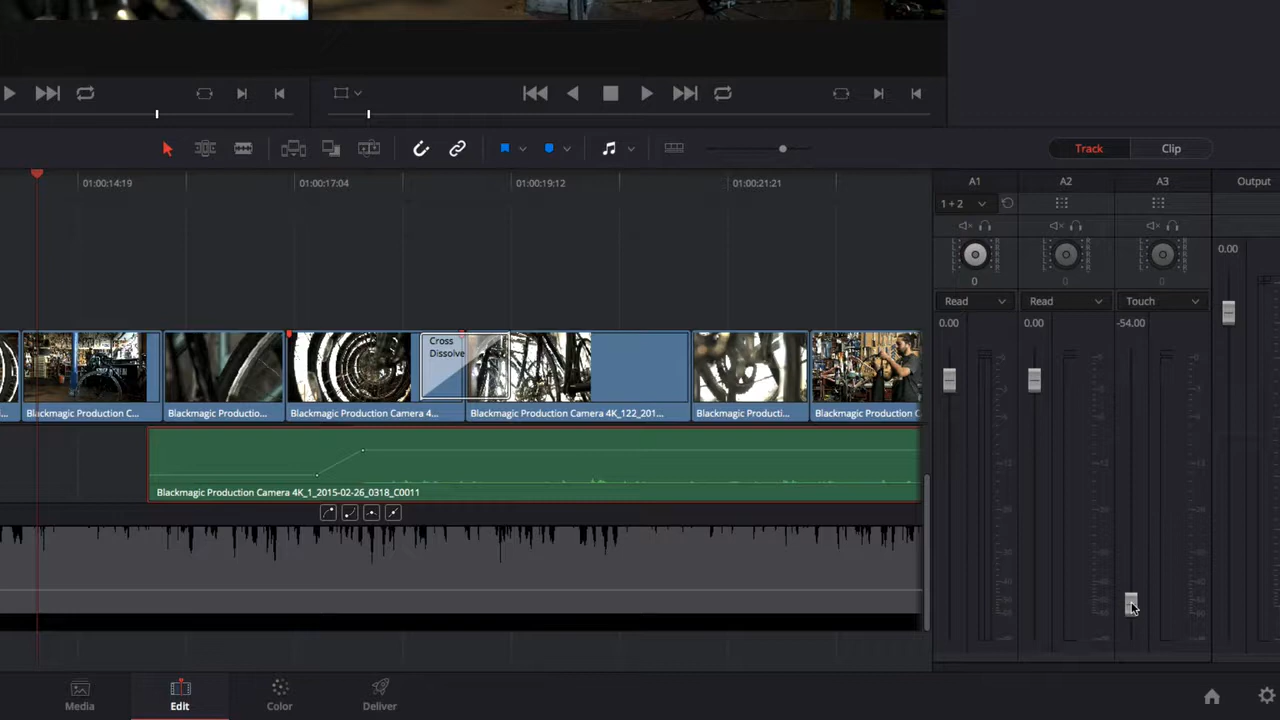 Track Clip
01:00:14:19 01:00:17:04 01:00:19:12 01:00:21:21
A1 A2 A3 Output
1 + 2
0.00
0 0 0
Read Read Touch
0.00 0.00 -54.00
Cross
Dissolve
Blackmagic Production C... Blackmagic Productio... Blackmagic Production Camera 4... Blackmagic Production Camera 4K_122_201... Blackmagic Producti... Blackmagic Production C
Blackmagic Production Camera 4K_1_2015-02-26_0318_C0011
Media Edit Color Deliver